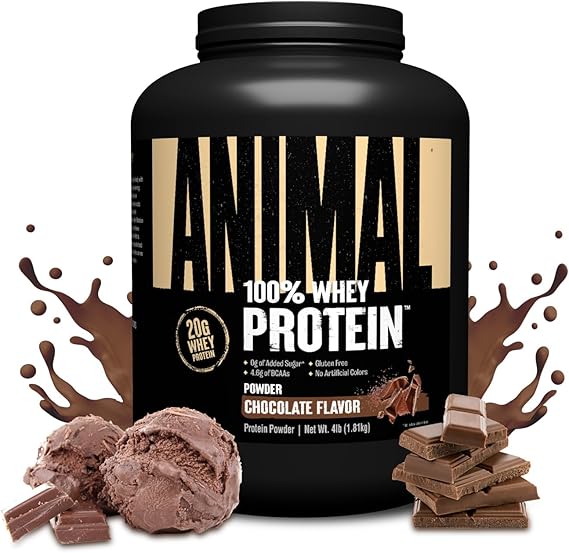 ANIMAL
100% WHEY
PROTEIN™
20G
WHEY
PROTEIN
• 0g of Added Sugar* • Gluten Free
• 4.6g of BCAAs • No Artificial Colors
POWDER
CHOCOLATE FLAVOR
Protein Powder | Net Wt. 4lb (1.81kg)